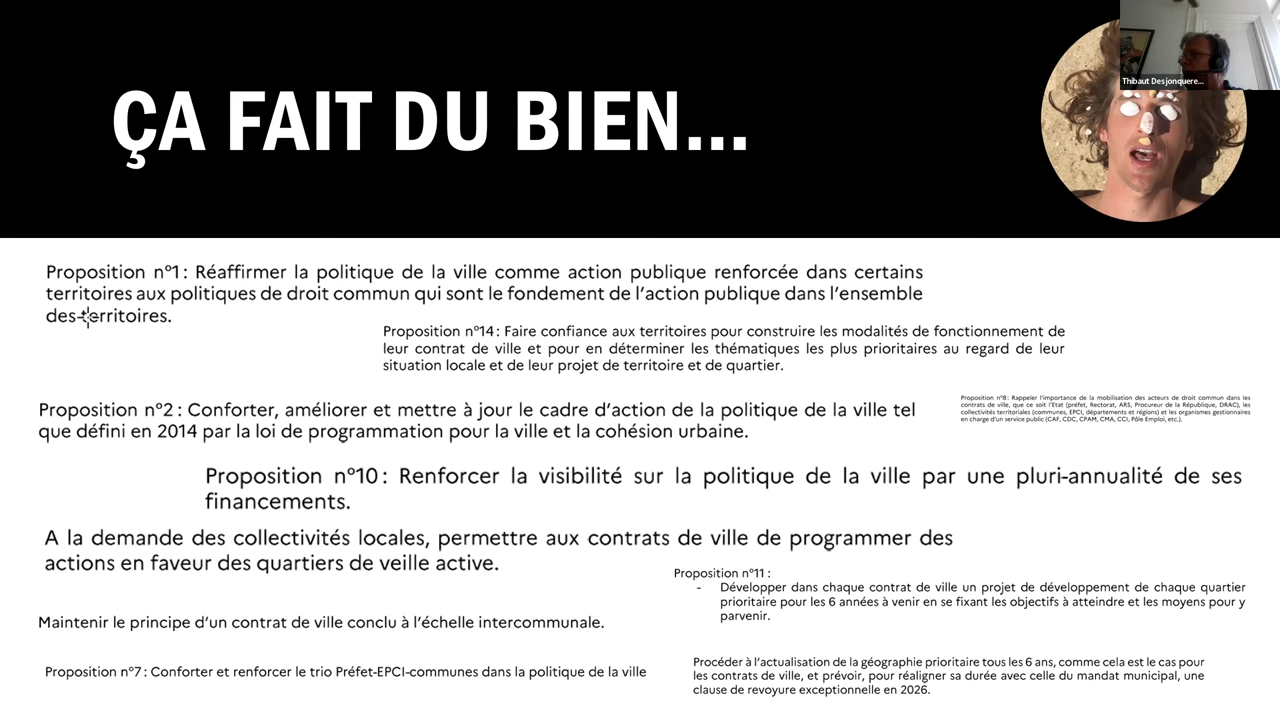 ÇA FAIT DU BIEN...
Thibaut Desjonquere...
Proposition n°1 : Réaffirmer la politique de la ville comme action publique renforcée dans certains
territoires aux politiques de droit commun qui sont le fondement de l'action publique dans l'ensemble
des territoires.
Proposition n°14 : Faire confiance aux territoires pour construire les modalités de fonctionnement de
leur contrat de ville et pour en déterminer les thématiques les plus prioritaires au regard de leur
situation locale et de leur projet de territoire et de quartier.
Proposition n°2 : Conforter, améliorer et mettre à jour le cadre d'action de la politique de la ville tel
que défini en 2014 par la loi de programmation pour la ville et la cohésion urbaine.
Proposition n°8 : Rappeler l'importance de la mobilisation des acteurs de droit commun dans les
contrats de ville, que ce soit l'État (préfet, Rectorat, ARS, Procureur de la République, DRAC), les
collectivités territoriales (communes, EPCI, départements et régions) et les organismes gestionnaires
en charge d'un service public (CAF, CDC, CPAM, CMA, CCI, Pôle Emploi, etc.).
Proposition n°10 : Renforcer la visibilité sur la politique de la ville par une pluri-annualité de ses
financements.
A la demande des collectivités locales, permettre aux contrats de ville de programmer des
actions en faveur des quartiers de veille active.
Proposition n°11 :
- Développer dans chaque contrat de ville un projet de développement de chaque quartier
prioritaire pour les 6 années à venir en se fixant les objectifs à atteindre et les moyens pour y
parvenir.
Maintenir le principe d'un contrat de ville conclu à l'échelle intercommunale.
Proposition n°7 : Conforter et renforcer le trio Préfet-EPCI-communes dans la politique de la ville
Procéder à l'actualisation de la géographie prioritaire tous les 6 ans, comme cela est le cas pour
les contrats de ville, et prévoir, pour réaligner sa durée avec celle du mandat municipal, une
clause de revoyure exceptionnelle en 2026.